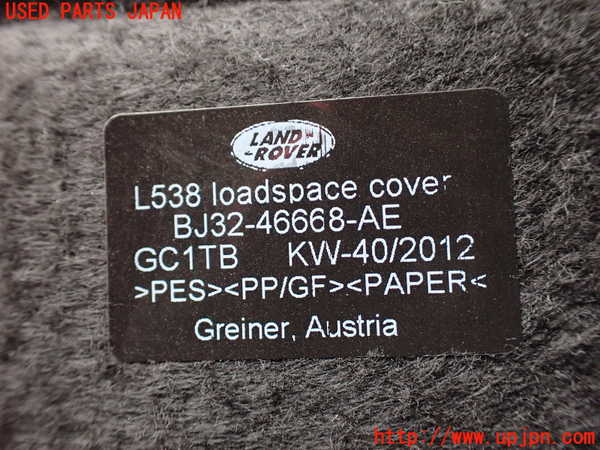 USED PARTS JAPAN
LAND-
-ROVER
L538 loadspace cover
BJ32-46668-AE
GC1TB KW-40/2012
>PES><PP/GF><PAPER<
Greiner, Austria
http://www.upjpn.com/